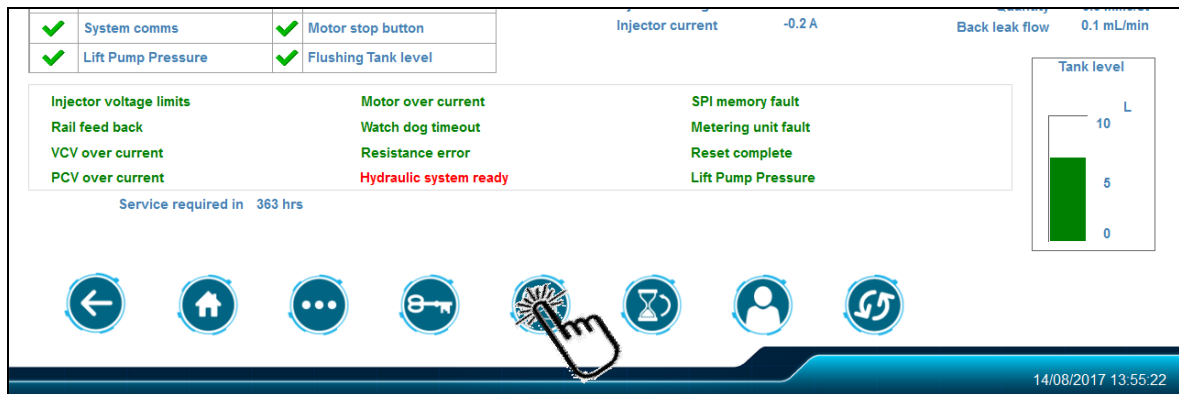 System comms
Motor stop button
Injector current -0.2 A
Back leak flow 0.1 mL/min
Lift Pump Pressure
Flushing Tank level
Tank level
Injector voltage limits
Motor over current
SPI memory fault
L
Rail feed back
Watch dog timeout
Metering unit fault
10
VCV over current
Resistance error
Reset complete
PCV over current
Hydraulic system ready
Lift Pump Pressure
5
Service required in 363 hrs
0
14/08/2017 13:55:22